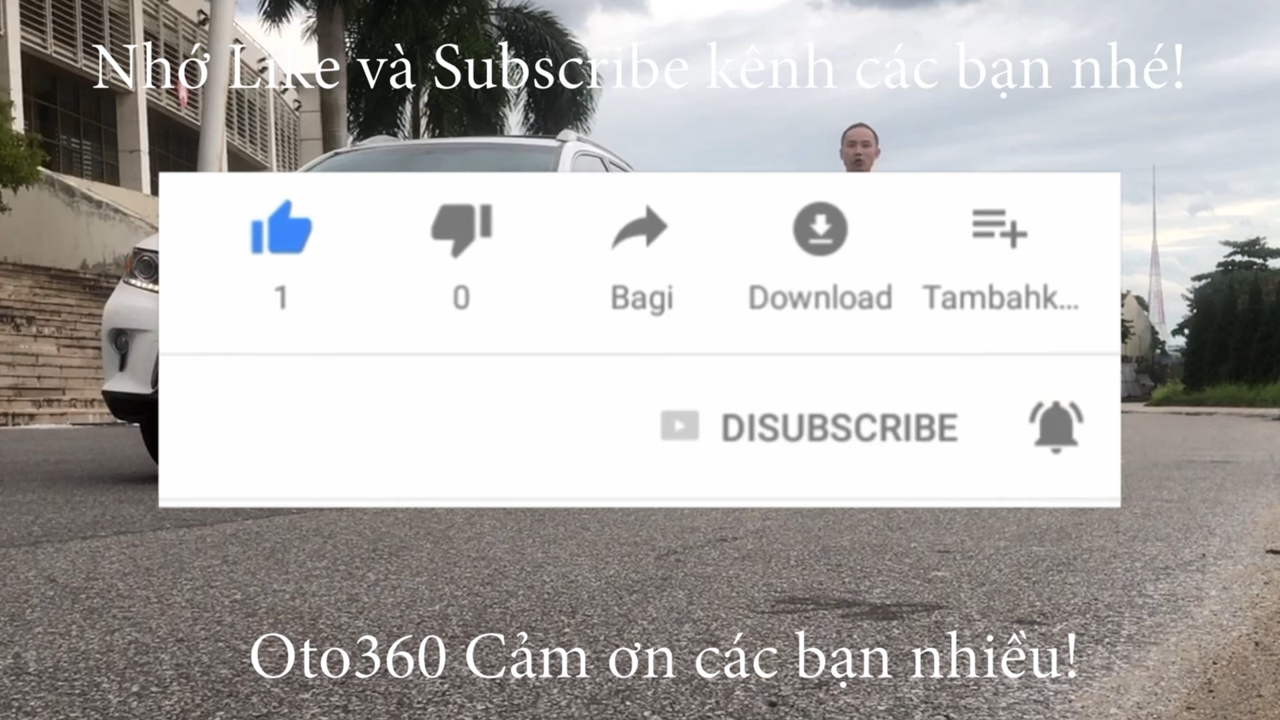 Nhớ Like và Subscribe kênh các bạn nhé!
1 0 Bagi Download Tambahk...
DISUBSCRIBE
Oto360 Cảm ơn các bạn nhiều!